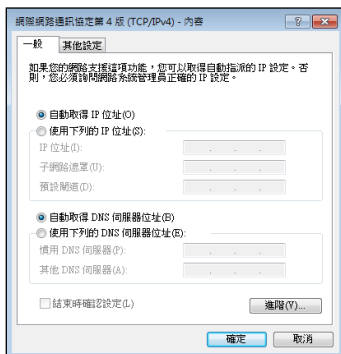 網際網路通訊協定第 4 版 (TCP/IPv4) - 內容
一般 其他設定
如果您的網路支援這項功能，您可以取得自動指派的 IP 設定。否
則，您必須詢問網路系統管理員正確的 IP 設定。
自動取得 IP 位址(O)
使用下列的 IP 位址(S):
IP 位址(I):
子網路遮罩(U):
預設閘道(D):
自動取得 DNS 伺服器位址(B)
使用下列的 DNS 伺服器位址(E):
慣用 DNS 伺服器(P):
其他 DNS 伺服器(A):
結束時確認設定(L)
進階(V)...
確定 取消